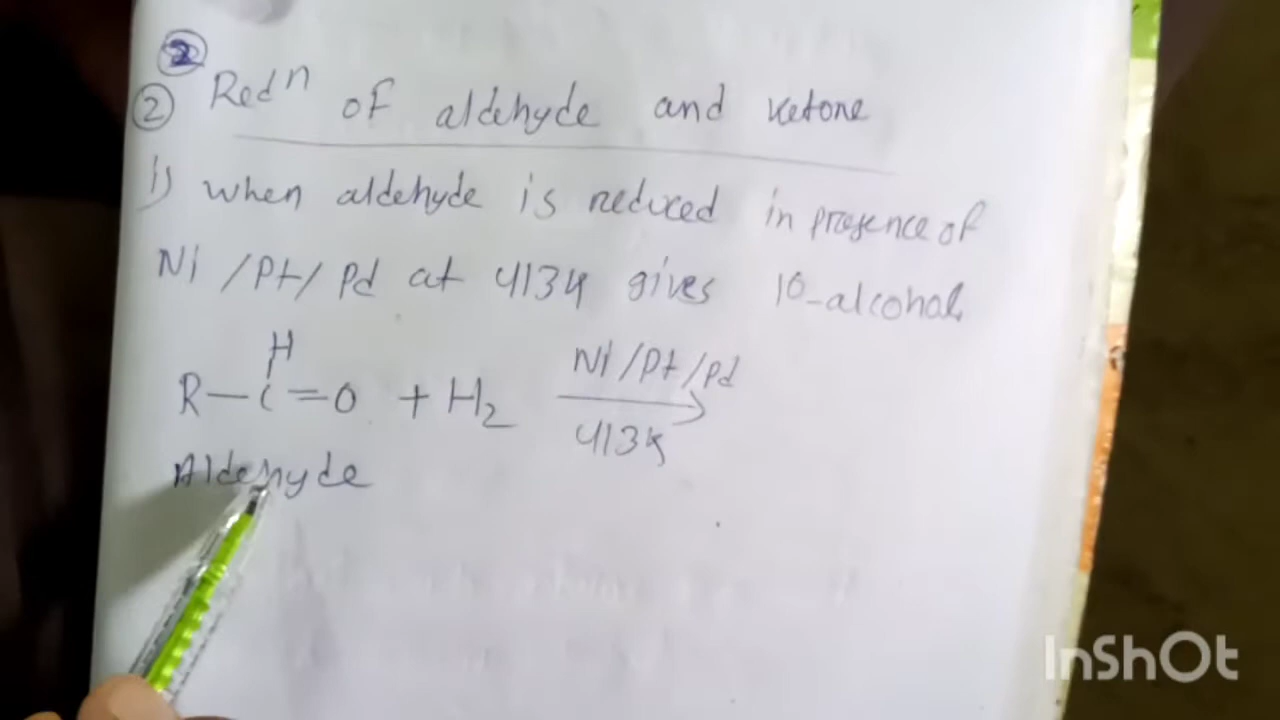 ②
② Redⁿ of aldehyde and ketone
i) when aldehyde is reduced in presence of
Ni /Pt/ Pd at 413K gives 1⁰-alcohol.
H
R—C=O + H₂ Ni /Pt /Pd
413K
Aldehyde
InShOt